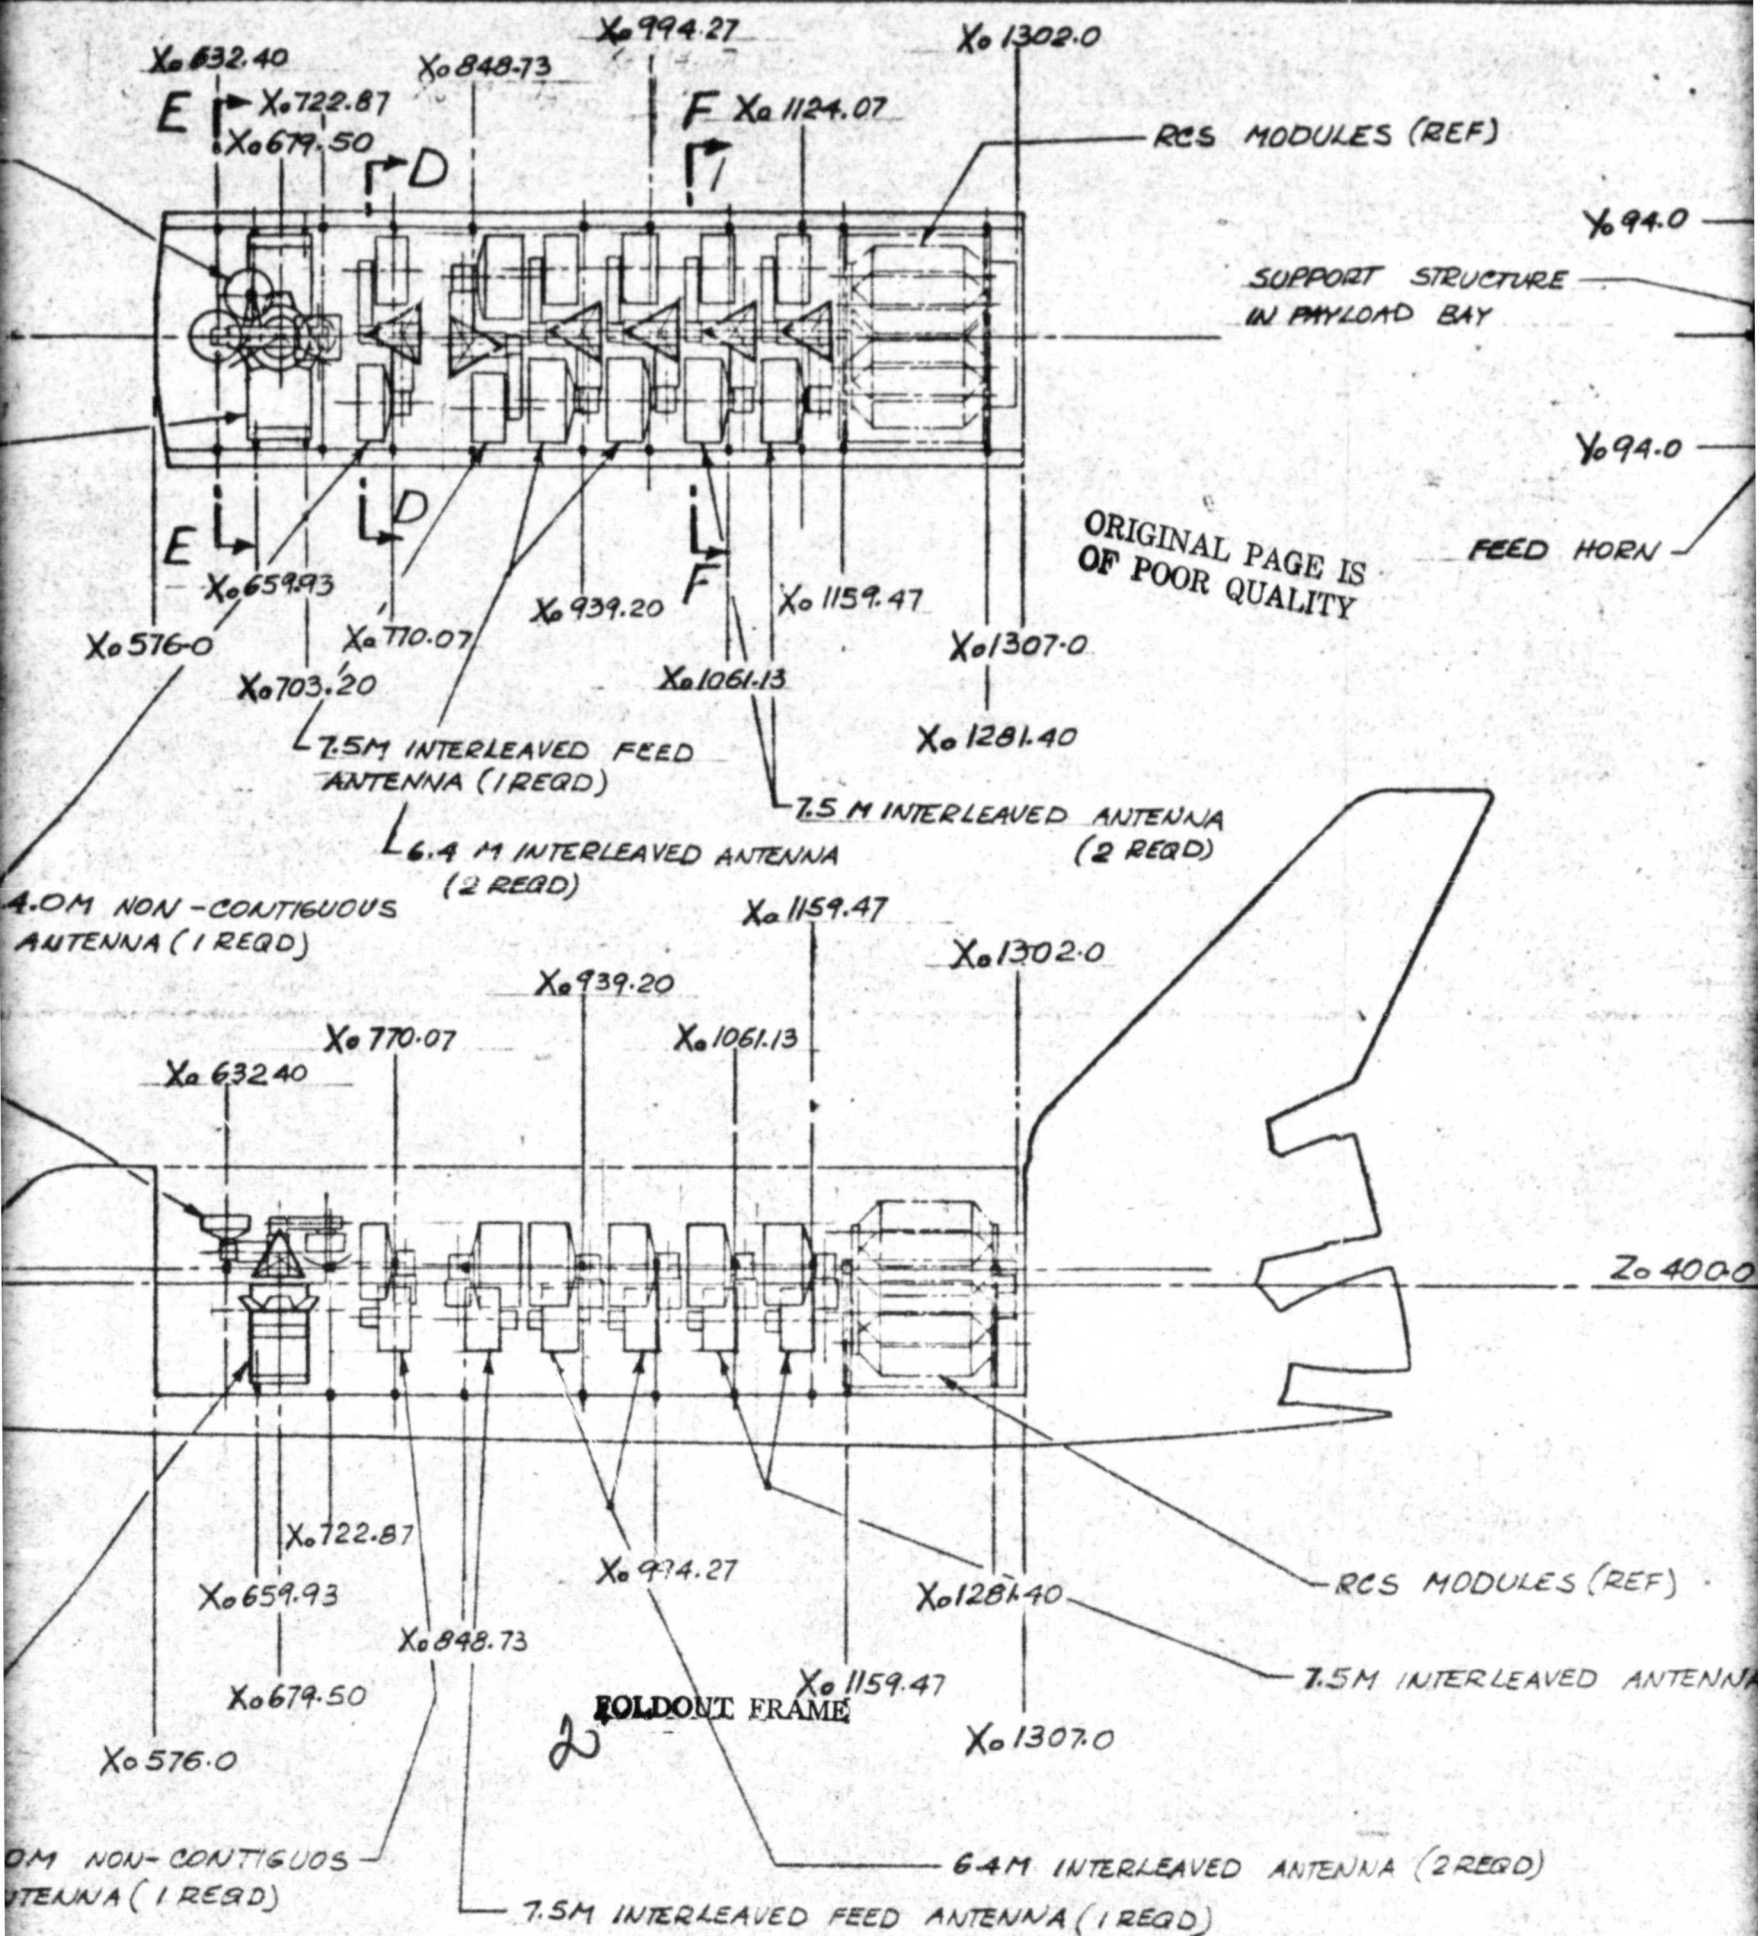 Xo 994.27
Xo 1302.0
Xo 632.40
Xo 848.73
E
Xo 722.87
F
Xo 1124.07
Xo 679.50
D
RCS MODULES (REF)
Yo 94.0
SUPPORT STRUCTURE
IN PAYLOAD BAY
Yo 94.0
E
D
F
ORIGINAL PAGE IS
OF POOR QUALITY
FEED HORN
Xo 659.93
Xo 939.20
Xo 1159.47
Xo 576.0
Xo 770.07
Xo 1307.0
Xo 703.20
Xo 1061.13
Xo 1281.40
7.5M INTERLEAVED FEED
ANTENNA (1 REQD)
7.5 M INTERLEAVED ANTENNA
(2 REQD)
6.4 M INTERLEAVED ANTENNA
(2 REQD)
4.0M NON-CONTIGUOUS
ANTENNA (1 REQD)
Xo 1159.47
Xo 1302.0
Xo 939.20
Xo 770.07
Xo 1061.13
Xo 632.40
Zo 400.0
Xo 722.87
Xo 994.27
Xo 659.93
Xo 1281.40
RCS MODULES (REF)
Xo 848.73
Xo 679.50
Xo 1159.47
7.5M INTERLEAVED ANTENNA
FOLDOUT FRAME
2
Xo 1307.0
Xo 576.0
0M NON-CONTIGUOS
TENNA (1 REQD)
6.4M INTERLEAVED ANTENNA (2 REQD)
7.5M INTERLEAVED FEED ANTENNA (1 REQD)